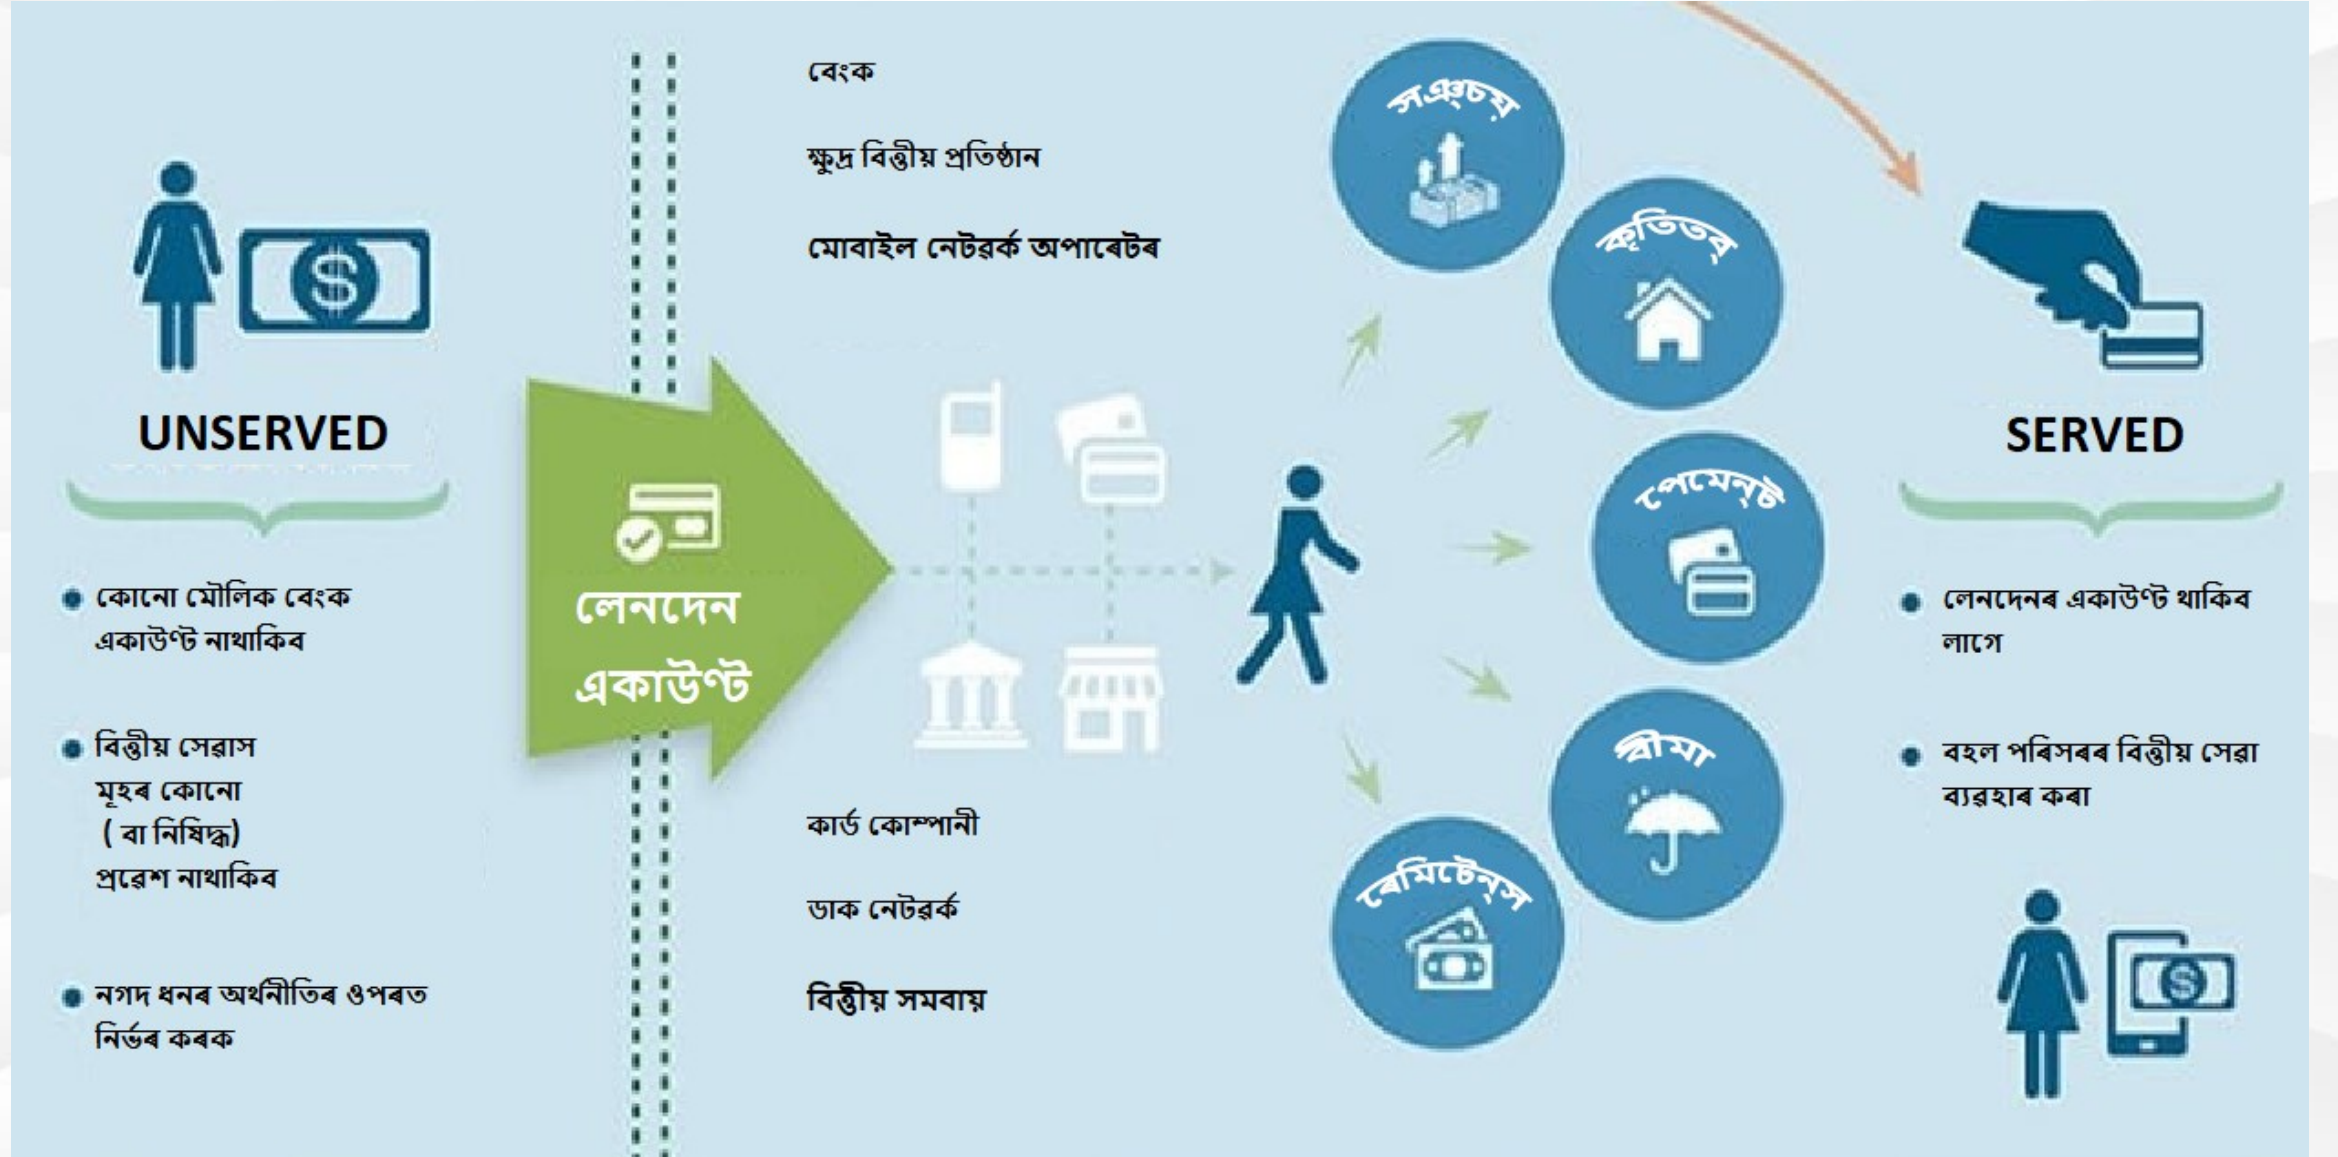 UNSERVED
কোনো মৌলিক বেংক
একাউণ্ট নাথাকিব
বিত্তীয় সেৱাস
মূহৰ কোনো
( বা নিষিদ্ধ)
প্ৰৱেশ নাথাকিব
নগদ ধনৰ অৰ্থনীতিৰ ওপৰত
নিৰ্ভৰ কৰক
লেনদেন
একাউণ্ট
বেংক
ক্ষুদ্ৰ বিত্তীয় প্ৰতিষ্ঠান
মোবাইল নেটৱৰ্ক অপাৰেটৰ
কাৰ্ড কোম্পানী
ডাক নেটৱৰ্ক
বিত্তীয় সমবায়
সঞ্চয়
কৃতিত্ব
পেমেন্ট
বীমা
ৰেমিটেন্স
SERVED
লেনদেনৰ একাউণ্ট থাকিব
লাগে
বহল পৰিসৰৰ বিত্তীয় সেৱা
ব্যৱহাৰ কৰা